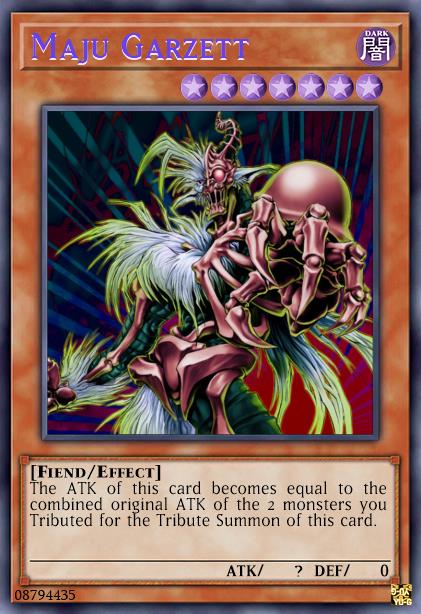 Maju Garzett
DARK
闇
[Fiend/Effect]
The ATK of this card becomes equal to the
combined original ATK of the 2 monsters you
Tributed for the Tribute Summon of this card.
ATK/ ? DEF/ 0
08794435